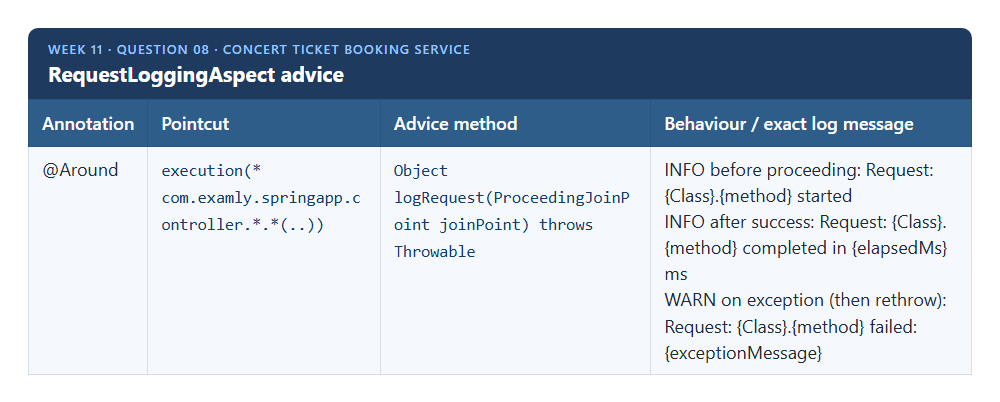 WEEK 11 · QUESTION 08 · CONCERT TICKET BOOKING SERVICE
RequestLoggingAspect advice
Annotation
Pointcut
Advice method
Behaviour / exact log message
@Around
execution(*
com.examly.springapp.c
ontroller.*.*(..))
Object
logRequest(ProceedingJoinP
oint joinPoint) throws
Throwable
INFO before proceeding: Request:
{Class}.{method} started
INFO after success: Request: {Class}.
{method} completed in {elapsedMs}
ms
WARN on exception (then rethrow):
Request: {Class}.{method} failed:
{exceptionMessage}